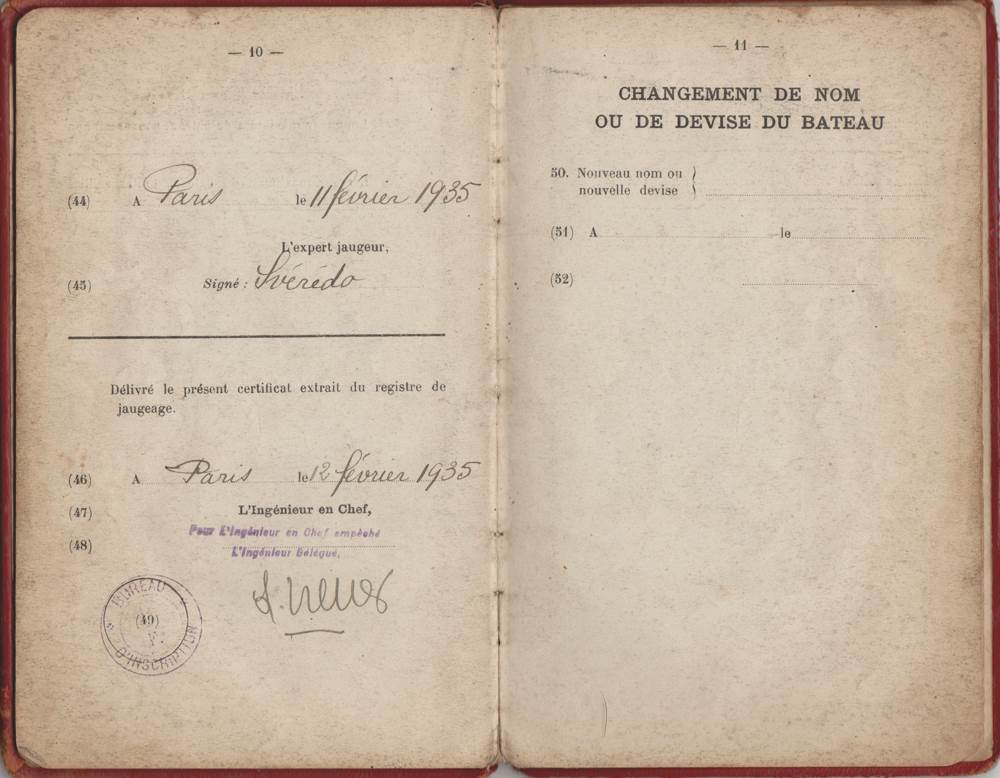 — 10 —
(44) A Paris le 11 février 1935
L'expert jaugeur,
(45) Signé : Svérédo
Délivré le présent certificat extrait du registre de
jaugeage.
(46) A Paris le 12 février 1935
(47) L'Ingénieur en Chef,
Pour L'Ingénieur en Chef empêché
(48)
L'Ingénieur Délégué,
BUREAU
(49)
D'INSCRIPTION
— 11 —
CHANGEMENT DE NOM
OU DE DEVISE DU BATEAU
50. Nouveau nom ou
nouvelle devise
(51) A le
(52)